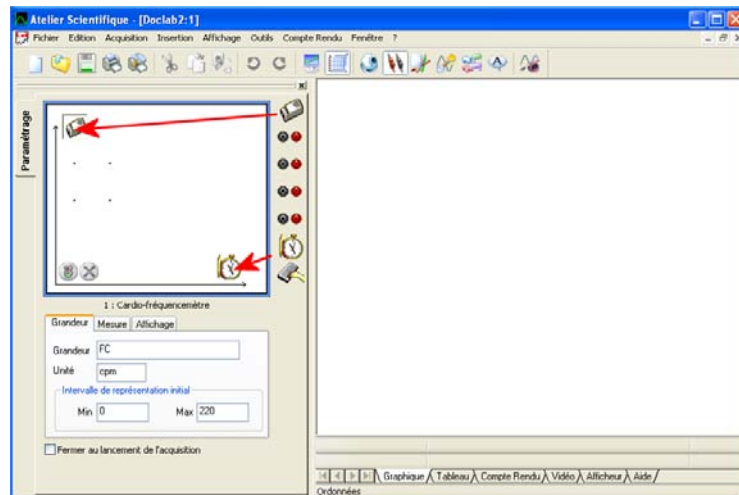 Atelier Scientifique - [Doclab2:1]
Fichier Edition Acquisition Insertion Affichage Outils Compte Rendu Fenêtre ?
Paramétrage
1 : Cardio-fréquencemètre
Grandeur Mesure Affichage
Grandeur FC
Unité cpm
Intervalle de représentation initial
Min 0 Max 220
Fermer au lancement de l'acquisition
Graphique Tableau Compte Rendu Vidéo Afficheur Aide
Ordonnées